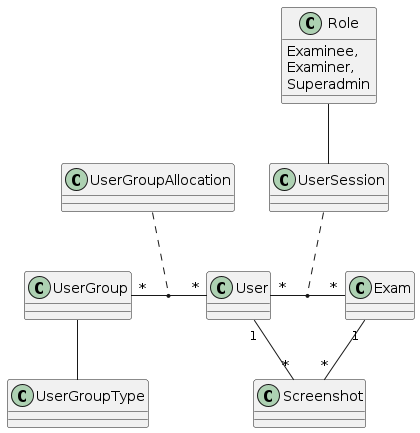 C Role
Examinee,
Examiner,
Superadmin
C UserGroupAllocation
C UserSession
C UserGroup
* *
C User
* *
C Exam
1
1
* *
C UserGroupType
C Screenshot